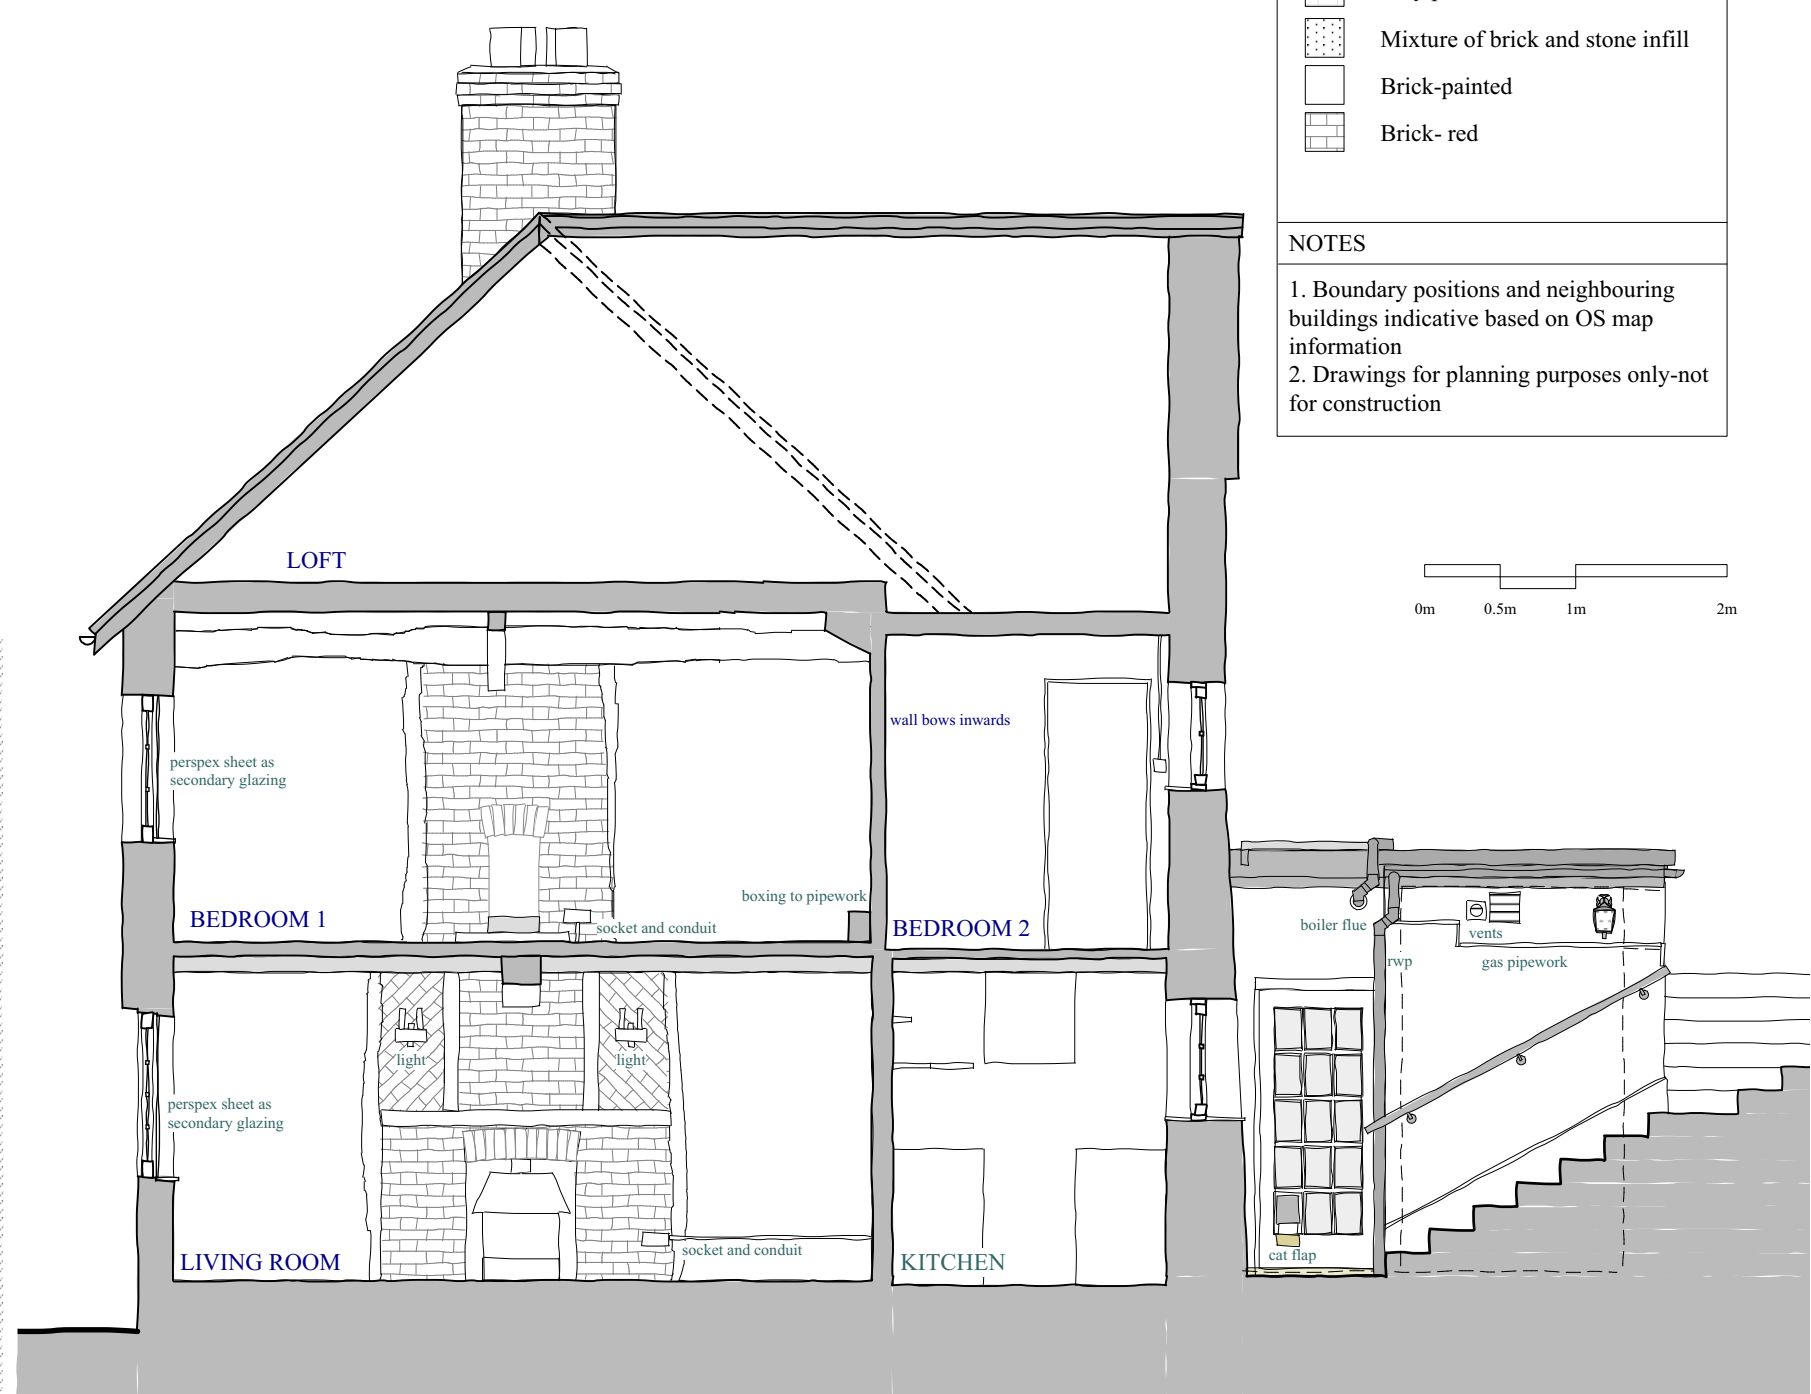 Mixture of brick and stone infill
Brick-painted
Brick- red
NOTES
1. Boundary positions and neighbouring
buildings indicative based on OS map
information
2. Drawings for planning purposes only-not
for construction
0m 0.5m 1m 2m
LOFT
wall bows inwards
perspex sheet as
secondary glazing
boxing to pipework
BEDROOM 1
socket and conduit
BEDROOM 2
boiler flue
vents
rwp
gas pipework
light
light
perspex sheet as
secondary glazing
LIVING ROOM
socket and conduit
KITCHEN
cat flap